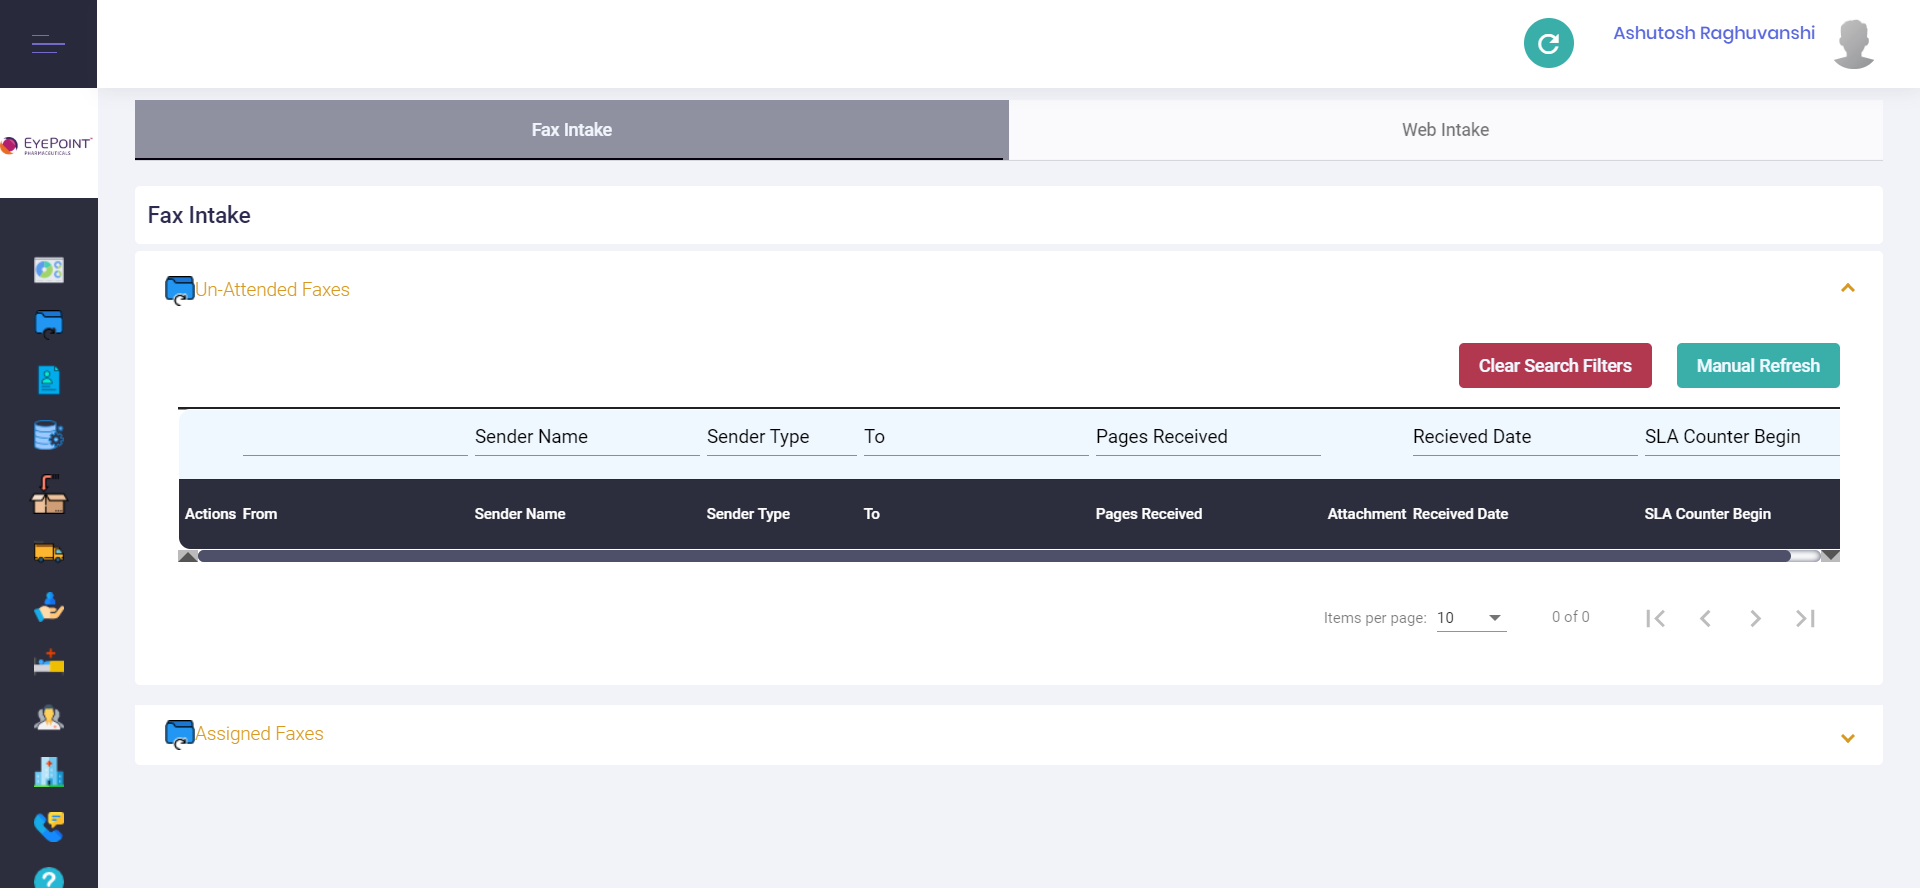 Ashutosh Raghuvanshi
EYEPOINT
PHARMACEUTICALS
Fax Intake
Web Intake
Fax Intake
Un-Attended Faxes
Clear Search Filters
Manual Refresh
Sender Name
Sender Type
To
Pages Received
Recieved Date
SLA Counter Begin
Actions
From
Sender Name
Sender Type
To
Pages Received
Attachment
Received Date
SLA Counter Begin
Items per page:
10
0 of 0
Assigned Faxes
?